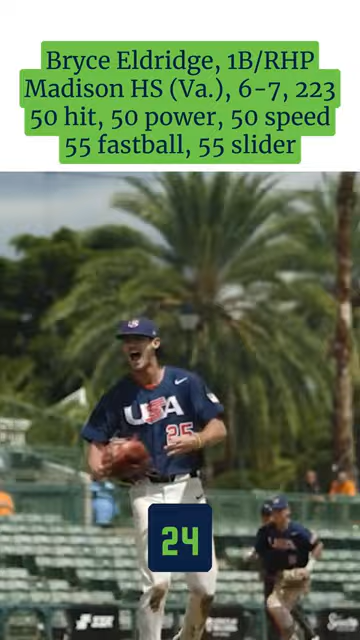 Bryce Eldridge, 1B/RHP
Madison HS (Va.), 6-7, 223
50 hit, 50 power, 50 speed
55 fastball, 55 slider
USA
25
24
SSK